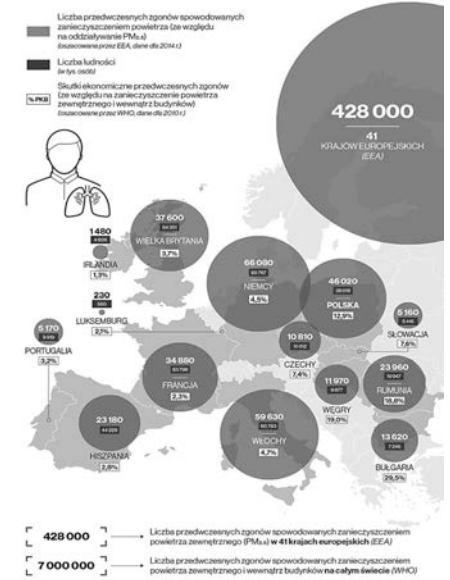 Liczba przedwczesnych zgonów spowodowanych
zanieczyszczeniem powietrza (ze względu
na oddziaływanie PM₂.₅)
(oszacowane przez EEA, dane dla 2014 r.)
Liczba ludności
(w tys. osób)
% PKB
Skutki ekonomiczne przedwczesnych zgonów
(ze względu na zanieczyszczenie powietrza
zewnętrznego i wewnątrz budynków)
(oszacowane przez WHO, dane dla 2010 r.)
428 000
41
KRAJÓW EUROPEJSKICH
(EEA)
1 480
IRLANDIA
1,3%
37 600
WIELKA BRYTANIA
3,7%
230
LUKSEMBURG
2,1%
66 080
NIEMCY
4,5%
46 020
POLSKA
12,9%
5 160
SŁOWACJA
7,6%
5 170
PORTUGALIA
3,2%
34 880
FRANCJA
2,3%
10 810
CZECHY
7,4%
11 970
WĘGRY
19,0%
23 960
RUMUNIA
18,8%
23 180
HISZPANIA
2,8%
59 630
WŁOCHY
4,7%
13 620
BUŁGARIA
29,5%
428 000
Liczba przedwczesnych zgonów spowodowanych zanieczyszczeniem
powietrza zewnętrznego (PM₂.₅) w 41 krajach europejskich (EEA)
7 000 000
Liczba przedwczesnych zgonów spowodowanych zanieczyszczeniem
powietrza zewnętrznego i wewnątrz budynków na całym świecie (WHO)